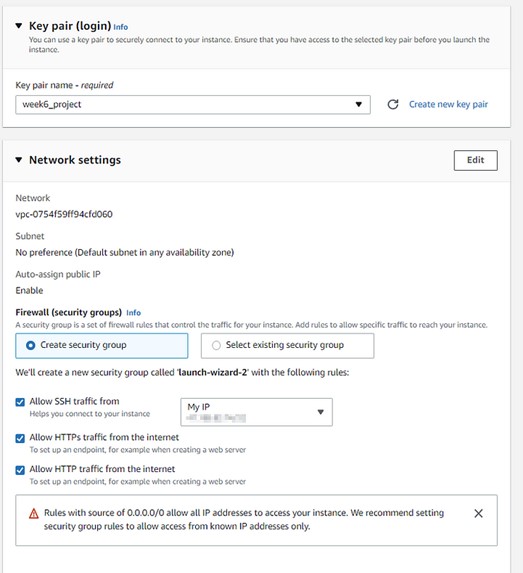 Key pair (login) Info
You can use a key pair to securely connect to your instance. Ensure that you have access to the selected key pair before you launch the
instance.
Key pair name - required
week6_project
Create new key pair
Network settings
Edit
Network
vpc-0754f59ff94cfd060
Subnet
No preference (Default subnet in any availability zone)
Auto-assign public IP
Enable
Firewall (security groups) Info
A security group is a set of firewall rules that control the traffic for your instance. Add rules to allow specific traffic to reach your instance.
Create security group
Select existing security group
We'll create a new security group called 'launch-wizard-2' with the following rules:
Allow SSH traffic from
Helps you connect to your instance
My IP
Allow HTTPs traffic from the internet
To set up an endpoint, for example when creating a web server
Allow HTTP traffic from the internet
To set up an endpoint, for example when creating a web server
Rules with source of 0.0.0.0/0 allow all IP addresses to access your instance. We recommend setting
security group rules to allow access from known IP addresses only.